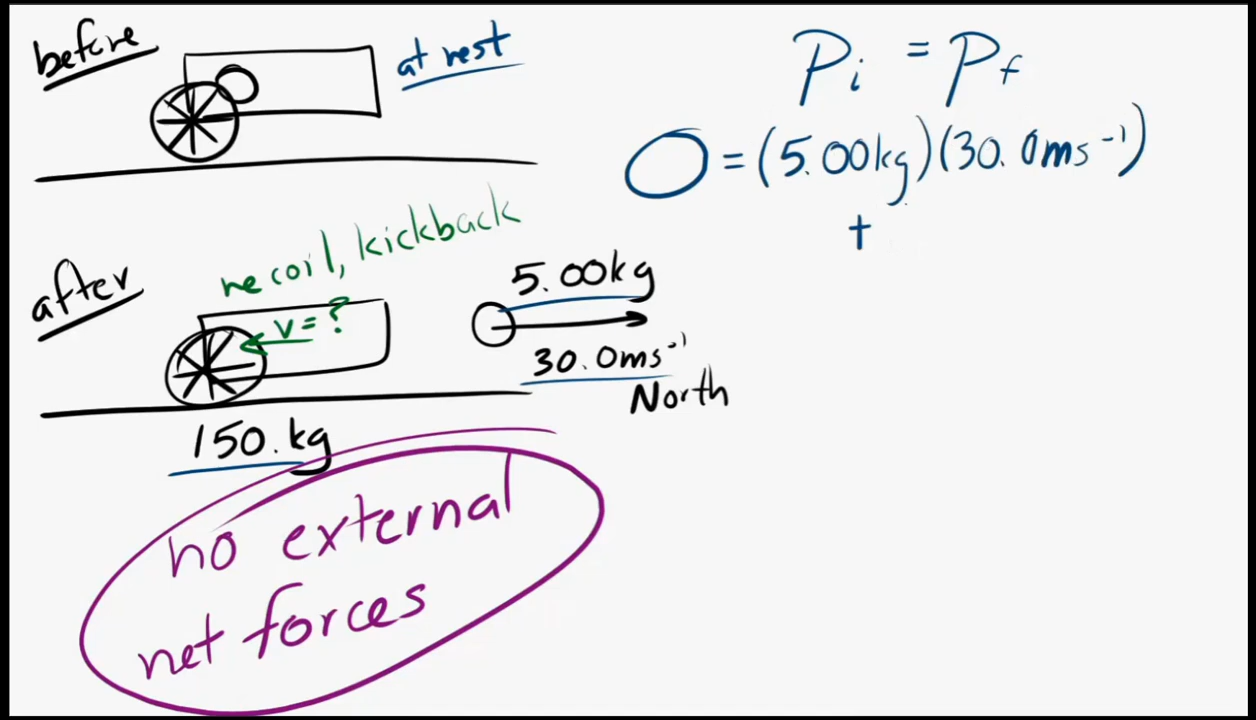 before
at rest
Pi = Pf
0 = (5.00kg)(30.0ms⁻¹)
+
after
recoil, kickback
v = ?
5.00kg
30.0ms⁻¹
North
150. kg
no external
net forces